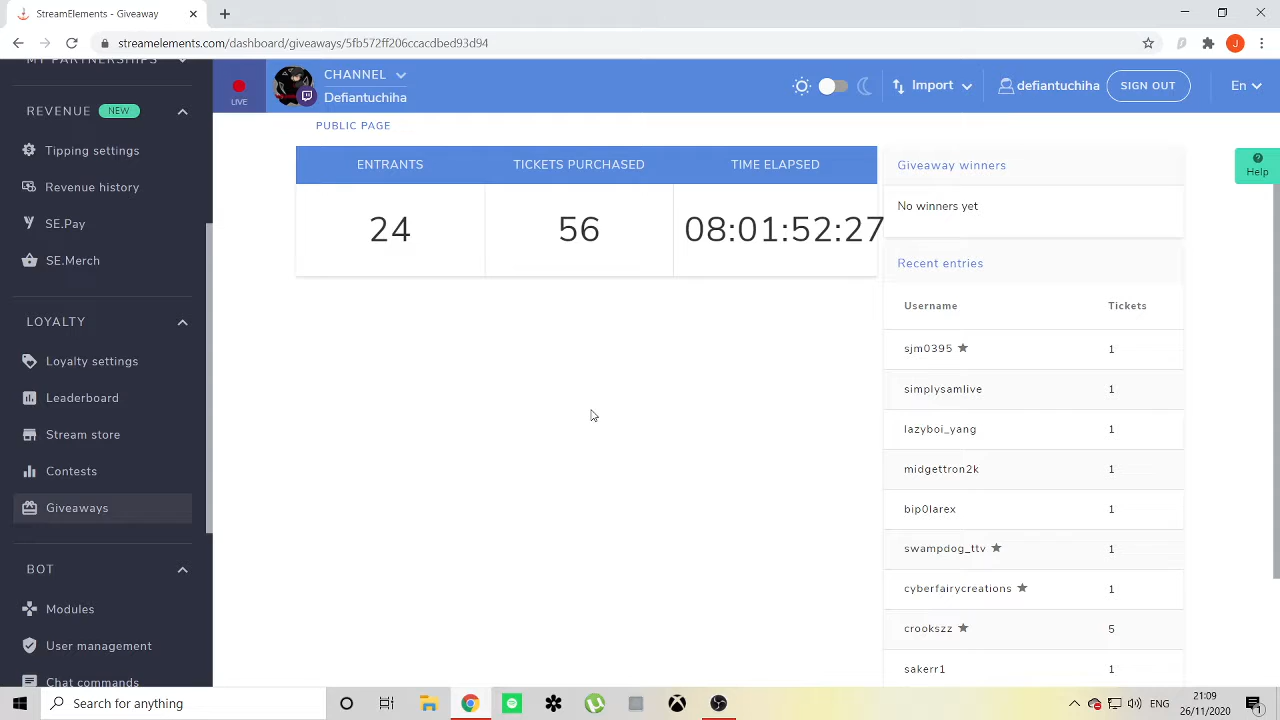 StreamElements - Giveaway
streamelements.com/dashboard/giveaways/5fb572ff206ccacdbed93d94
J
MY PARTNERSHIPS
REVENUE NEW
Tipping settings
Revenue history
SE.Pay
SE.Merch
LOYALTY
Loyalty settings
Leaderboard
Stream store
Contests
Giveaways
BOT
Modules
User management
Chat commands
LIVE
CHANNEL
Defiantuchiha
Import
defiantuchiha
SIGN OUT
En
PUBLIC PAGE
ENTRANTS TICKETS PURCHASED TIME ELAPSED
24 56 08:01:52:27
Giveaway winners
No winners yet
Recent entries
Username Tickets
sjm0395 1
simplysamlive 1
lazyboi_yang 1
midgettron2k 1
bip0larex 1
swampdog_ttv 1
cyberfairycreations 1
crookszz 5
sakerr1 1
Help
Search for anything
ENG
21:09
26/11/2020
1